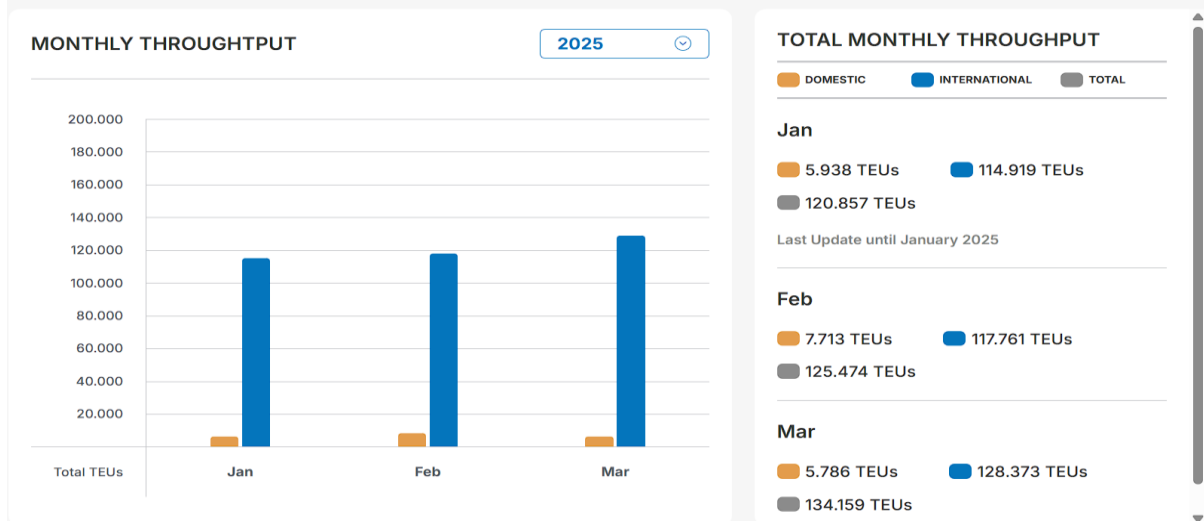 MONTHLY THROUGHTPUT
2025
200.000
180.000
160.000
140.000
120.000
100.000
80.000
60.000
40.000
20.000
Total TEUs
Jan
Feb
Mar
TOTAL MONTHLY THROUGHPUT
DOMESTIC INTERNATIONAL TOTAL
Jan
5.938 TEUs 114.919 TEUs
120.857 TEUs
Last Update until January 2025
Feb
7.713 TEUs 117.761 TEUs
125.474 TEUs
Mar
5.786 TEUs 128.373 TEUs
134.159 TEUs